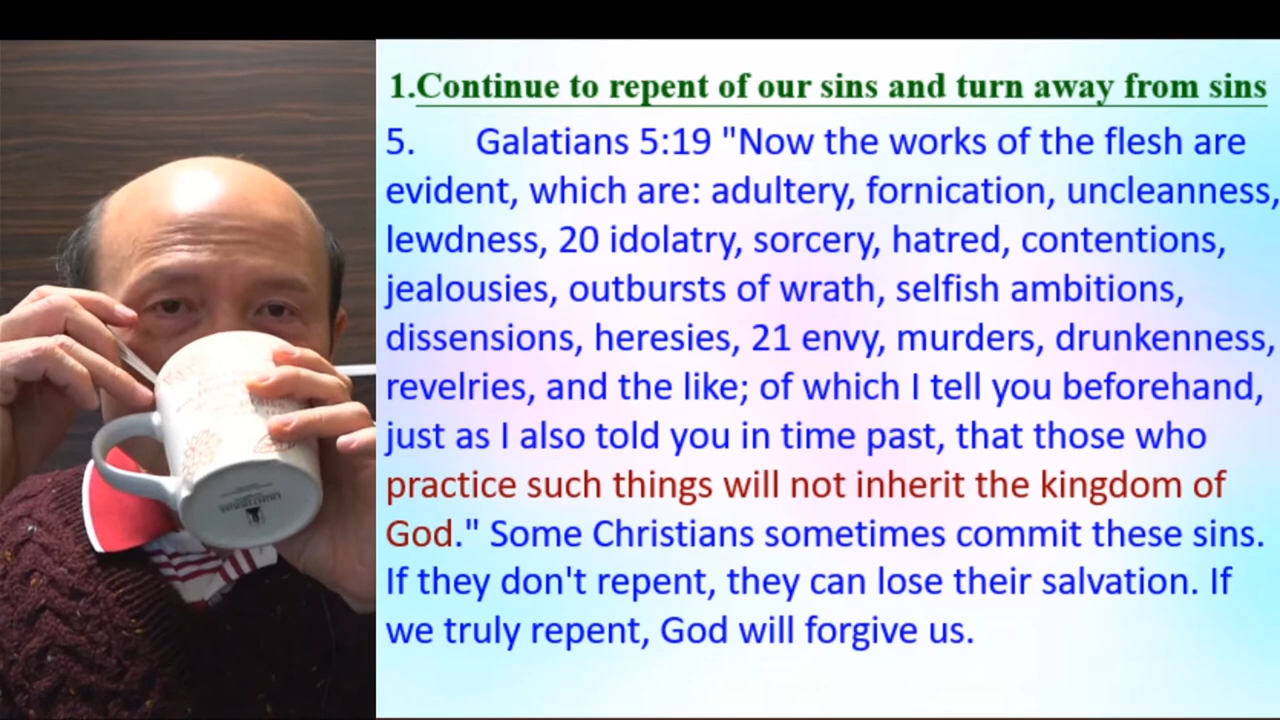 1.Continue to repent of our sins and turn away from sins
5. Galatians 5:19 "Now the works of the flesh are
evident, which are: adultery, fornication, uncleanness,
lewdness, 20 idolatry, sorcery, hatred, contentions,
jealousies, outbursts of wrath, selfish ambitions,
dissensions, heresies, 21 envy, murders, drunkenness,
revelries, and the like; of which I tell you beforehand,
just as I also told you in time past, that those who
practice such things will not inherit the kingdom of
God." Some Christians sometimes commit these sins.
If they don't repent, they can lose their salvation. If
we truly repent, God will forgive us.